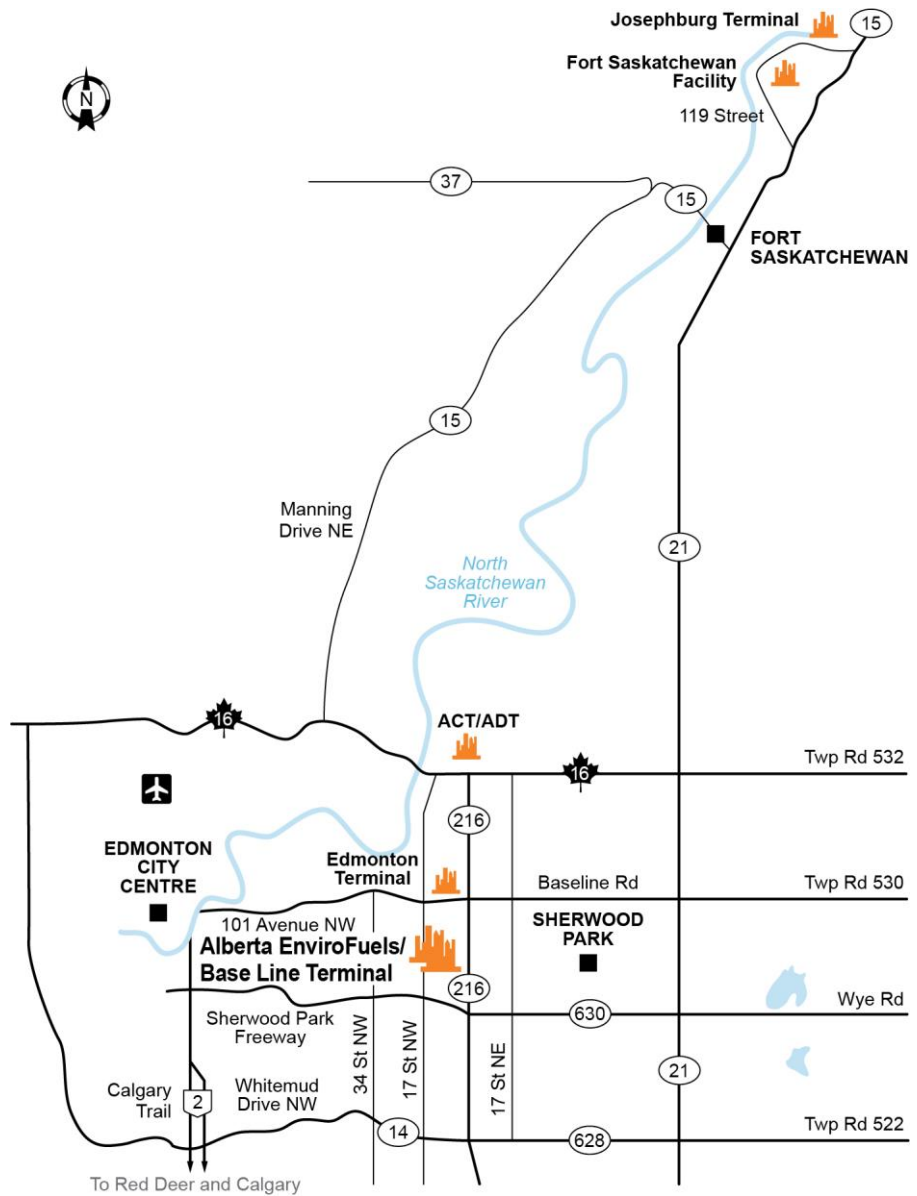 Josephburg Terminal
15
Fort Saskatchewan
Facility
N
119 Street
37
15
FORT
SASKATCHEWAN
15
Manning
Drive NE
21
North
Saskatchewan
River
16
ACT/ADT
16
Twp Rd 532
216
EDMONTON
CITY
CENTRE
Edmonton
Terminal
Baseline Rd
Twp Rd 530
101 Avenue NW
SHERWOOD
PARK
Alberta EnviroFuels/
Base Line Terminal
216
Wye Rd
630
Sherwood Park
Freeway
34 St NW
17 St NW
17 St NE
21
Calgary
Trail
2
Whitemud
Drive NW
14
628
Twp Rd 522
To Red Deer and Calgary